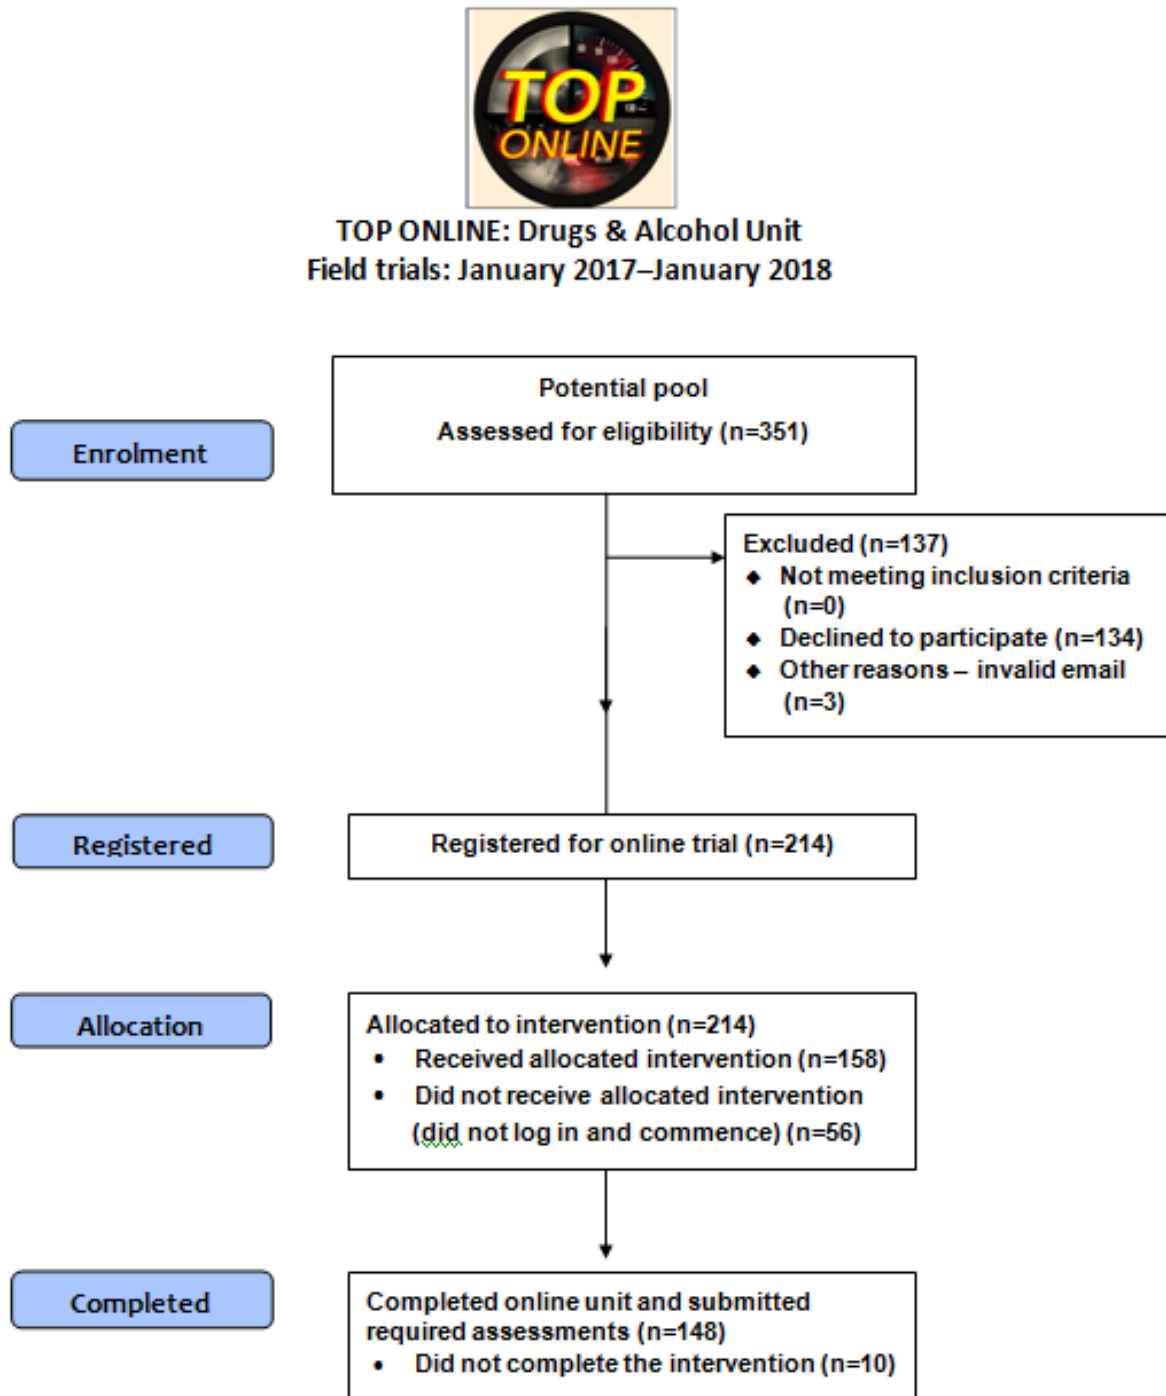 TOP
ONLINE
TOP ONLINE: Drugs & Alcohol Unit
Field trials: January 2017–January 2018
Potential pool
Assessed for eligibility (n=351)
Enrolment
Excluded (n=137)
◆ Not meeting inclusion criteria
(n=0)
◆ Declined to participate (n=134)
◆ Other reasons – invalid email
(n=3)
Registered
Registered for online trial (n=214)
Allocation
Allocated to intervention (n=214)
• Received allocated intervention (n=158)
• Did not receive allocated intervention
(did not log in and commence) (n=56)
Completed
Completed online unit and submitted
required assessments (n=148)
• Did not complete the intervention (n=10)